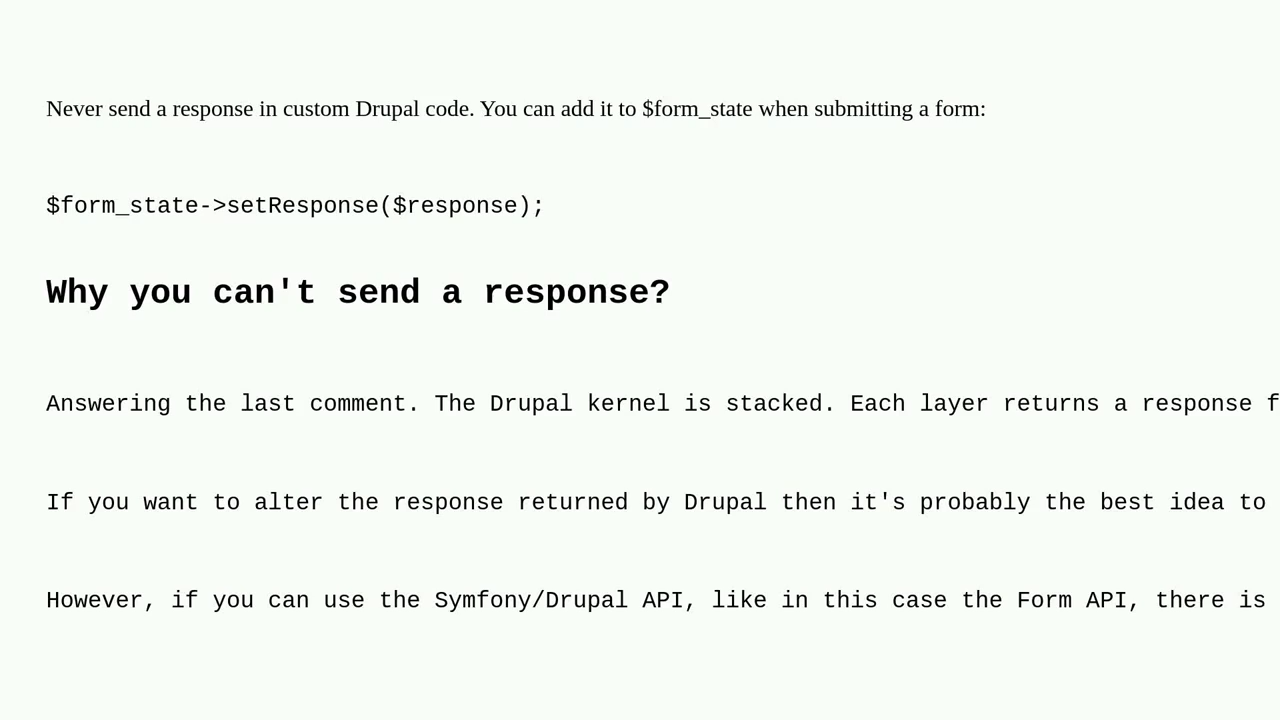 Never send a response in custom Drupal code. You can add it to $form_state when submitting a form:
$form_state->setResponse($response);
Why you can't send a response?
Answering the last comment. The Drupal kernel is stacked. Each layer returns a response f
If you want to alter the response returned by Drupal then it's probably the best idea to
However, if you can use the Symfony/Drupal API, like in this case the Form API, there is